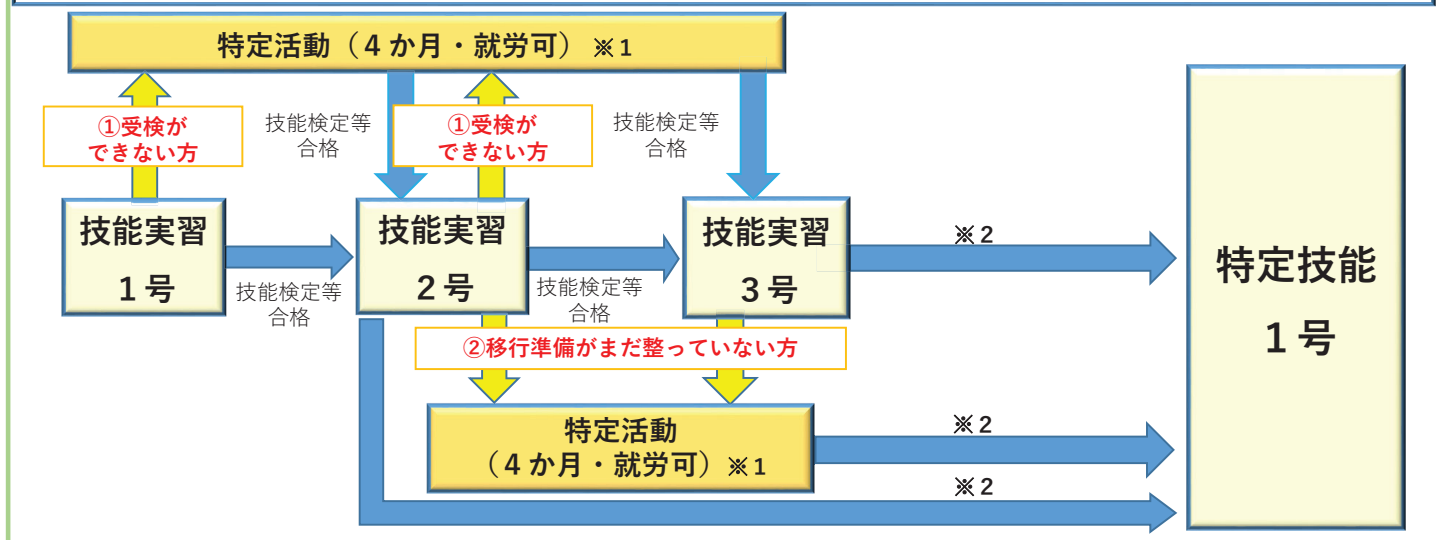 特定活動（４か月・就労可）※１
①受検が
できない方
技能検定等
合格
①受検が
できない方
技能検定等
合格
技能実習
１号
技能検定等
合格
技能実習
２号
技能検定等
合格
技能実習
３号
※２
特定技能
１号
②移行準備がまだ整っていない方
特定活動
（４か月・就労可）※１
※２
※２